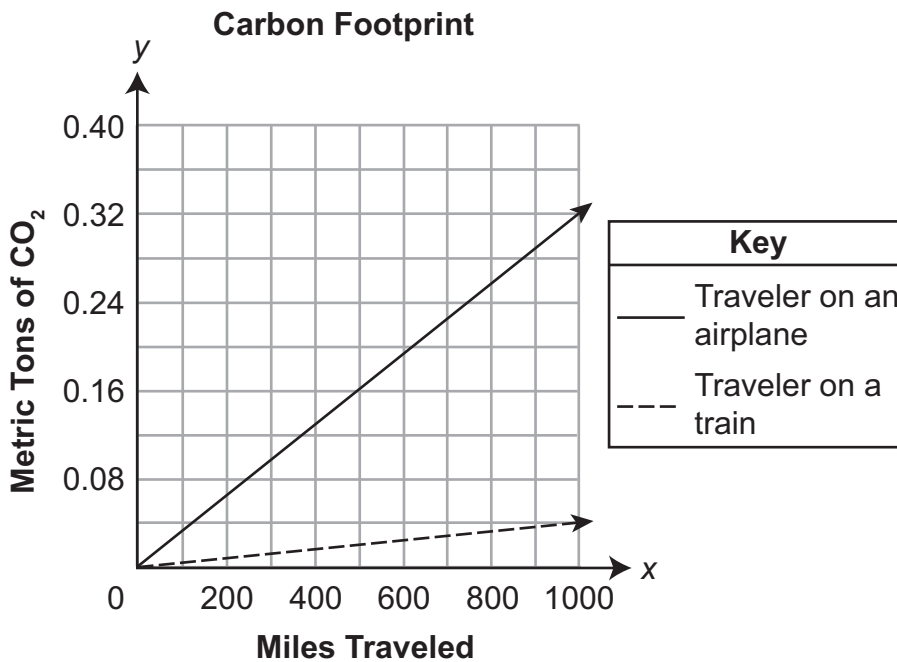 Carbon Footprint
y
0.40
0.32
0.24
0.16
0.08
Metric Tons of CO₂
0 200 400 600 800 1000
x
Miles Traveled
Key
Traveler on an
airplane
Traveler on a
train